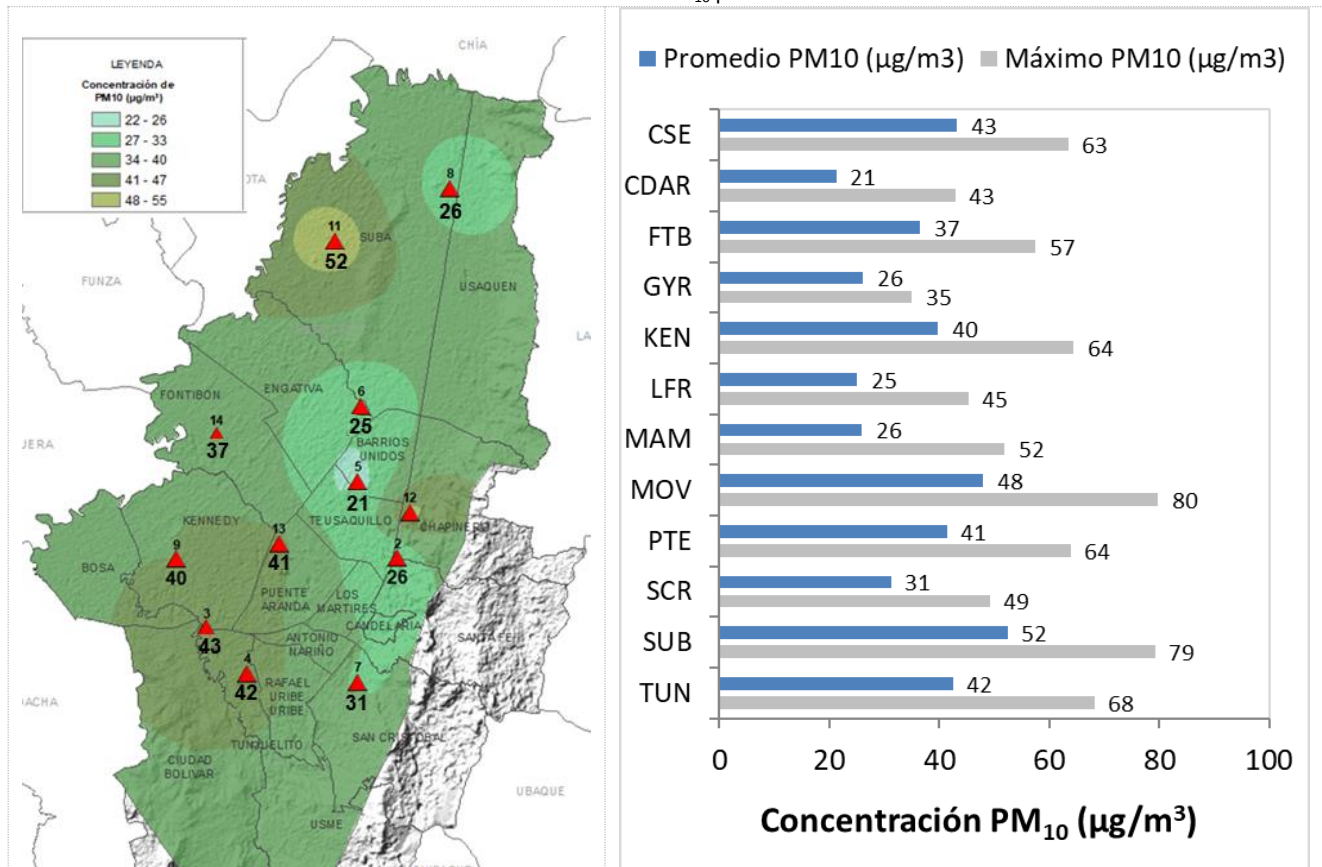 10
CHÍA
LEYENDA
Concentración de
PM10 (µg/m³)
22 - 26
27 - 33
34 - 40
41 - 47
48 - 55
OTA
8
26
11
SUBA
52
FUNZA
USAQUEN
LA
ENGATIVA
FONTIBON
6
25
14
37
BARRIOS
UNIDOS
JERA
5
21
12
TEUSAQUILLO
CHAPINERO
KENNEDY
13
41
2
26
9
40
BOSA
PUENTE
ARANDA
LOS
MARTIRES
CANDELARIA
3
43
ANTONIO
NARIÑO
SANTA FE
4
42
7
31
RAFAEL
URIBE
URIBE
OACHA
SAN CRISTOBAL
TUNJUELITO
CIUDAD
BOLIVAR
UBAQUE
USME
Promedio PM10 (µg/m3) Máximo PM10 (µg/m3)
CSE 43 63
CDAR 21 43
FTB 37 57
GYR 26 35
KEN 40 64
LFR 25 45
MAM 26 52
MOV 48 80
PTE 41 64
SCR 31 49
SUB 52 79
TUN 42 68
0 20 40 60 80 100
Concentración PM₁₀ (µg/m³)